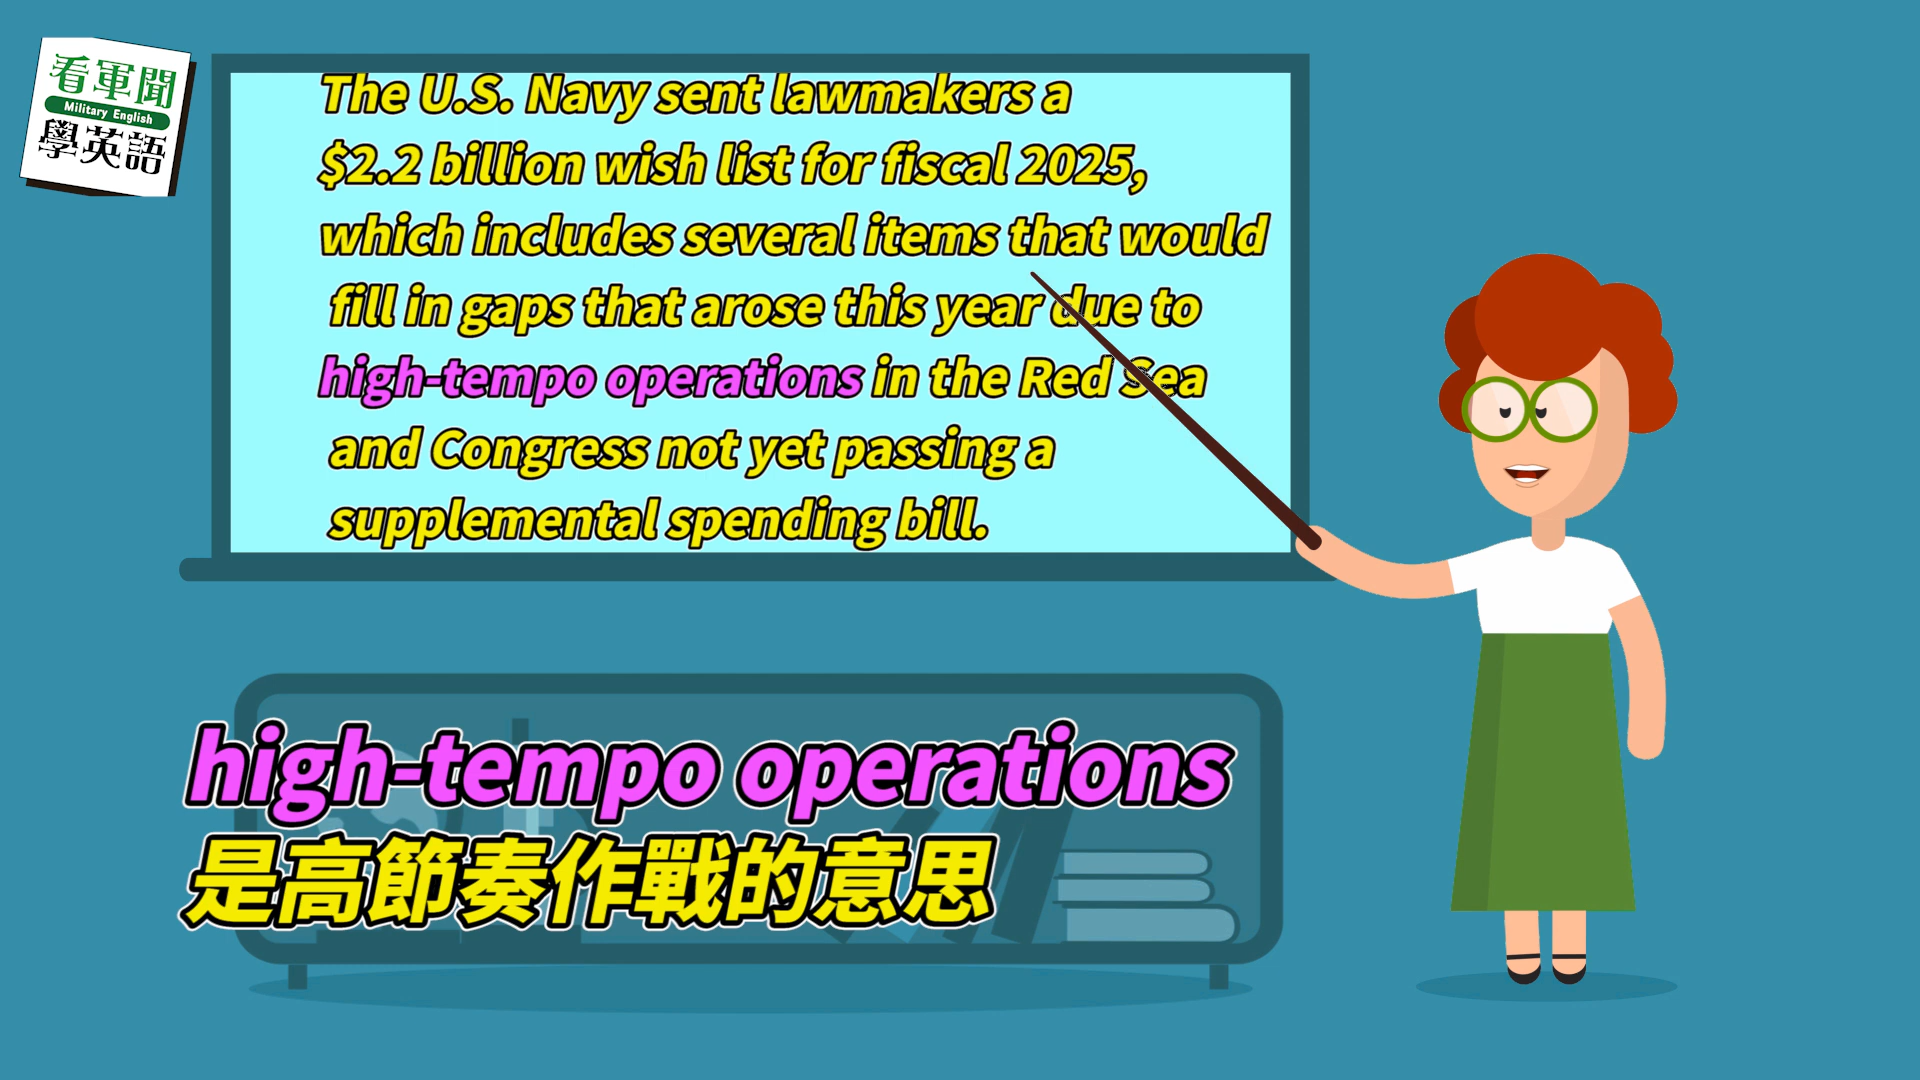 看軍聞
Military English
學英語
The U.S. Navy sent lawmakers a
$2.2 billion wish list for fiscal 2025,
which includes several items that would
fill in gaps that arose this year due to
high-tempo operations in the Red Sea
and Congress not yet passing a
supplemental spending bill.
high-tempo operations
是高節奏作戰的意思